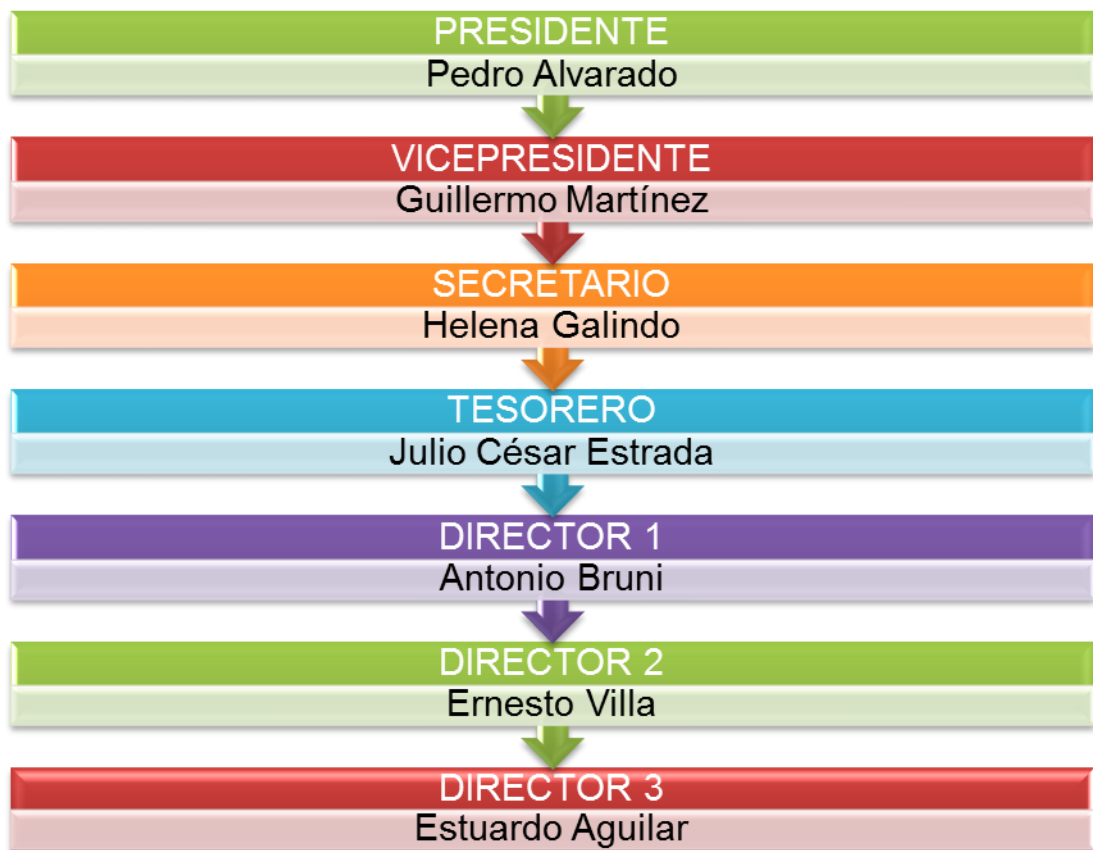 PRESIDENTE
Pedro Alvarado
VICEPRESIDENTE
Guillermo Martínez
SECRETARIO
Helena Galindo
TESORERO
Julio César Estrada
DIRECTOR 1
Antonio Bruni
DIRECTOR 2
Ernesto Villa
DIRECTOR 3
Estuardo Aguilar